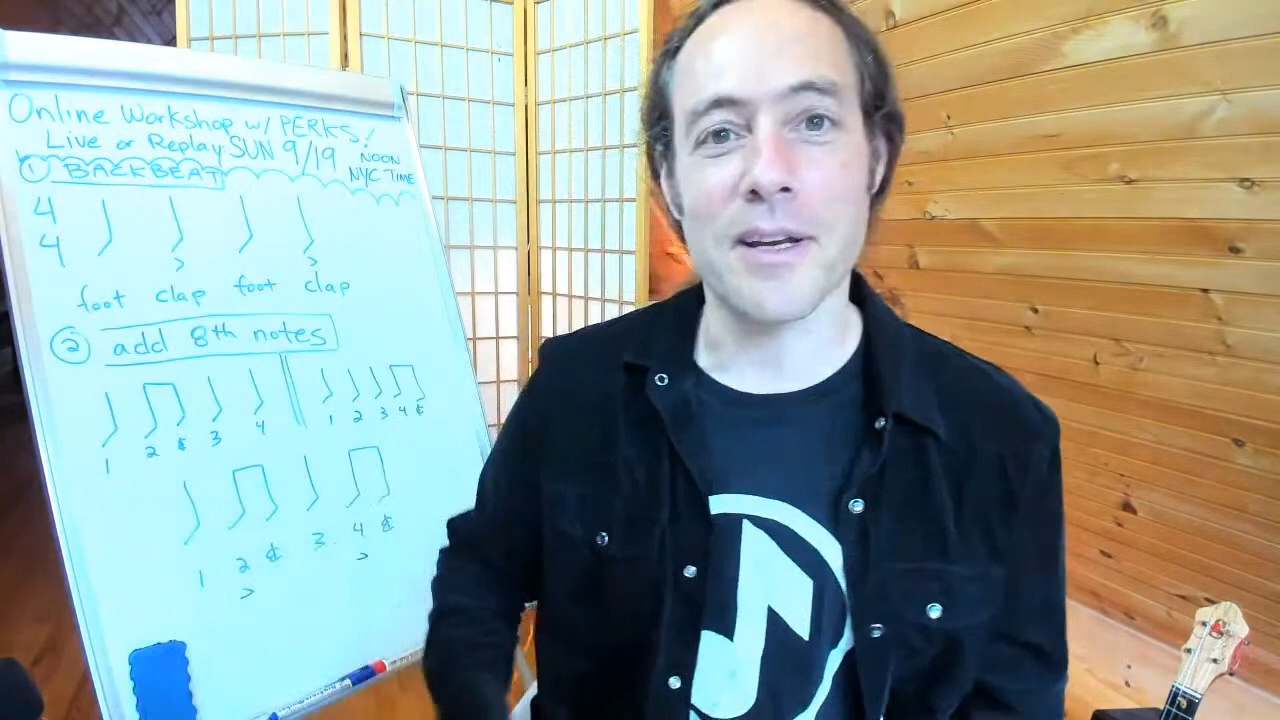 Online Workshop w/ PERKS!
Live or Replay SUN 9/19 NOON
NYC TIME
① BACKBEAT
4
4
> >
foot clap foot clap
② add 8th notes
1 2 & 3 4 1 2 3 4 &
1 2 & 3 4 &
> >